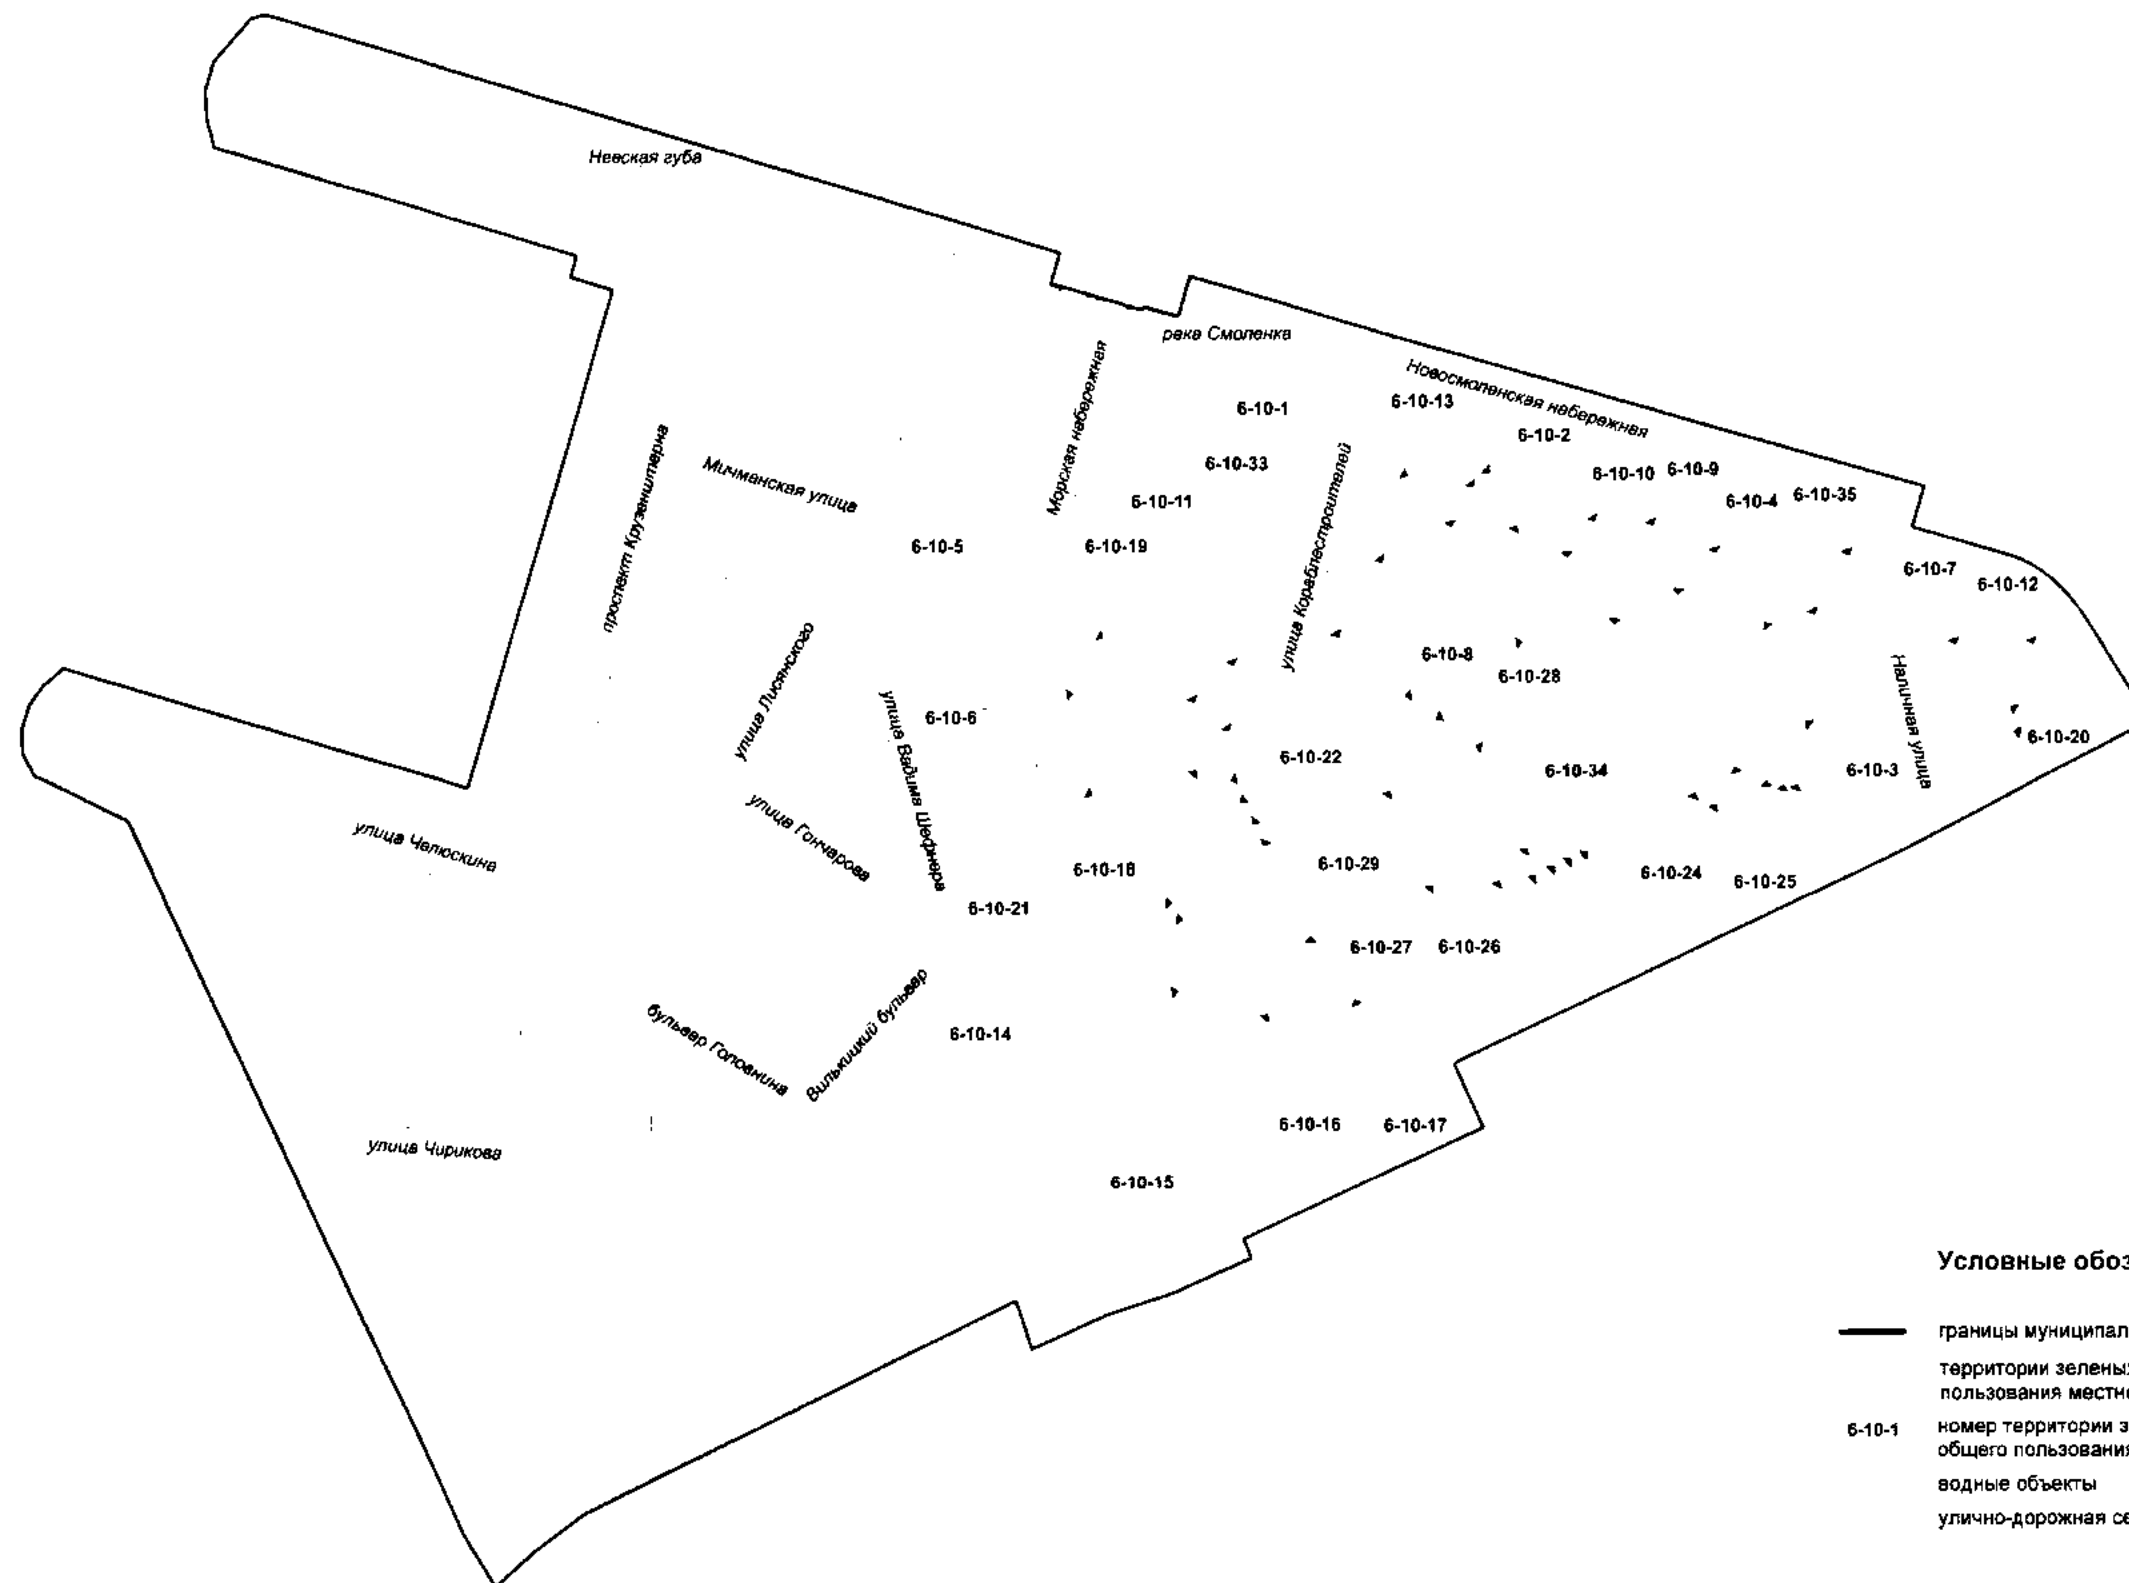 Невская губа
река Смоленка
Морская набережная
Новосмоленская набережная
6-10-1
6-10-13
6-10-2
проспект Крузенштерна
Мичманская улица
6-10-33
улица Кораблестроителей
6-10-10
6-10-9
6-10-11
6-10-4
6-10-35
6-10-5
6-10-19
6-10-7
6-10-12
улица Лисянского
6-10-8
6-10-28
Наличная улица
6-10-6
улица Вадима Шефнера
6-10-22
6-10-34
6-10-3
6-10-20
улица Челюскина
улица Гончарова
6-10-18
6-10-29
6-10-24
6-10-25
6-10-21
6-10-27
6-10-26
бульвар Головнина
Вилькицкий бульвар
6-10-14
улица Чирикова
6-10-16
6-10-17
6-10-15
Условные обоз
границы муниципал
территории зелены
пользования местн
6-10-1
номер территории з
общего пользовани
водные объекты
улично-дорожная се